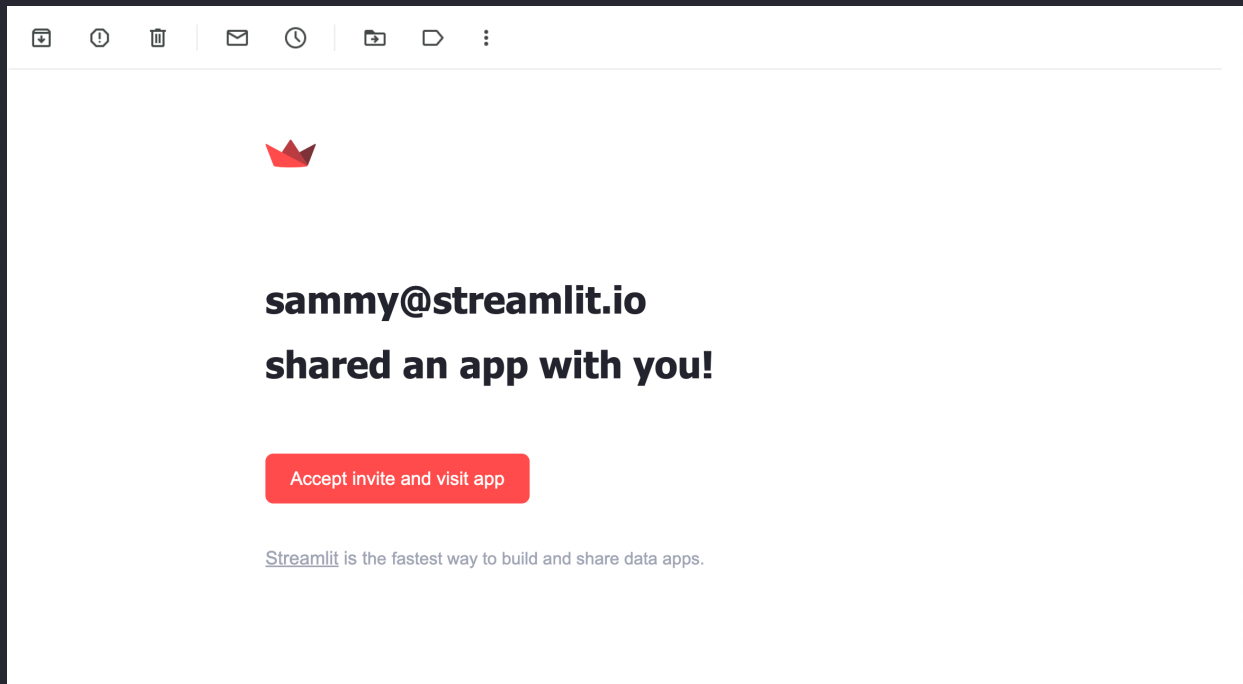 sammy@streamlit.io
shared an app with you!
Accept invite and visit app
Streamlit is the fastest way to build and share data apps.